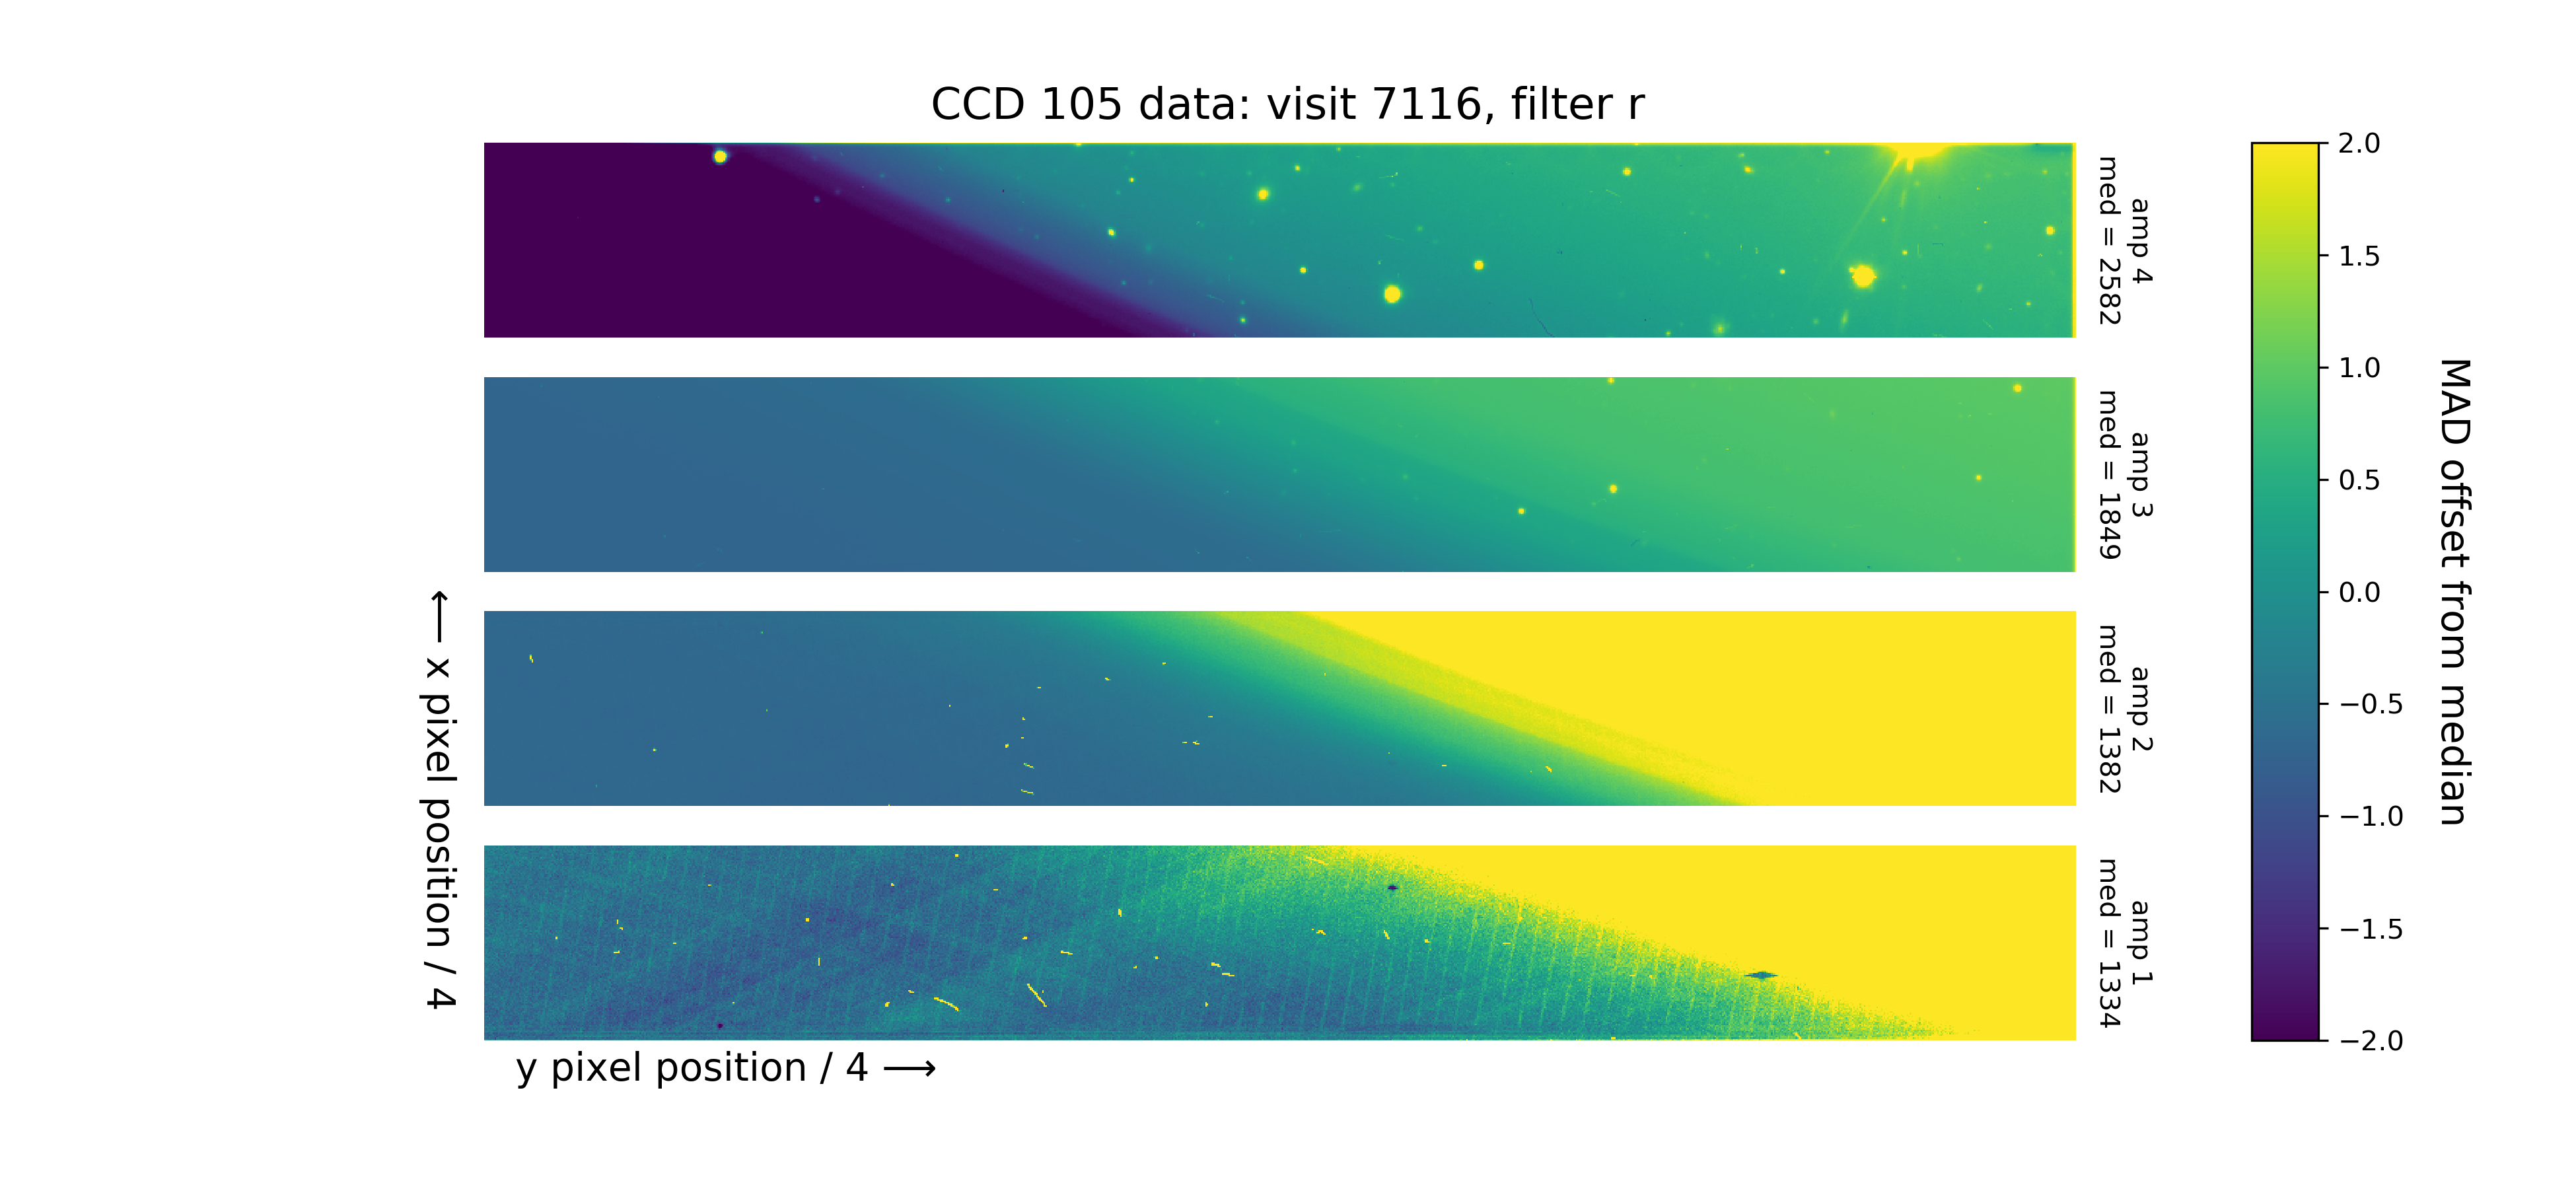 CCD 105 data: visit 7116, filter r
amp 4
med = 2582
amp 3
med = 1849
amp 2
med = 1382
amp 1
med = 1334
⟵ x pixel position / 4
y pixel position / 4 ⟶
2.0
1.5
1.0
0.5
0.0
−0.5
−1.0
−1.5
−2.0
MAD offset from median